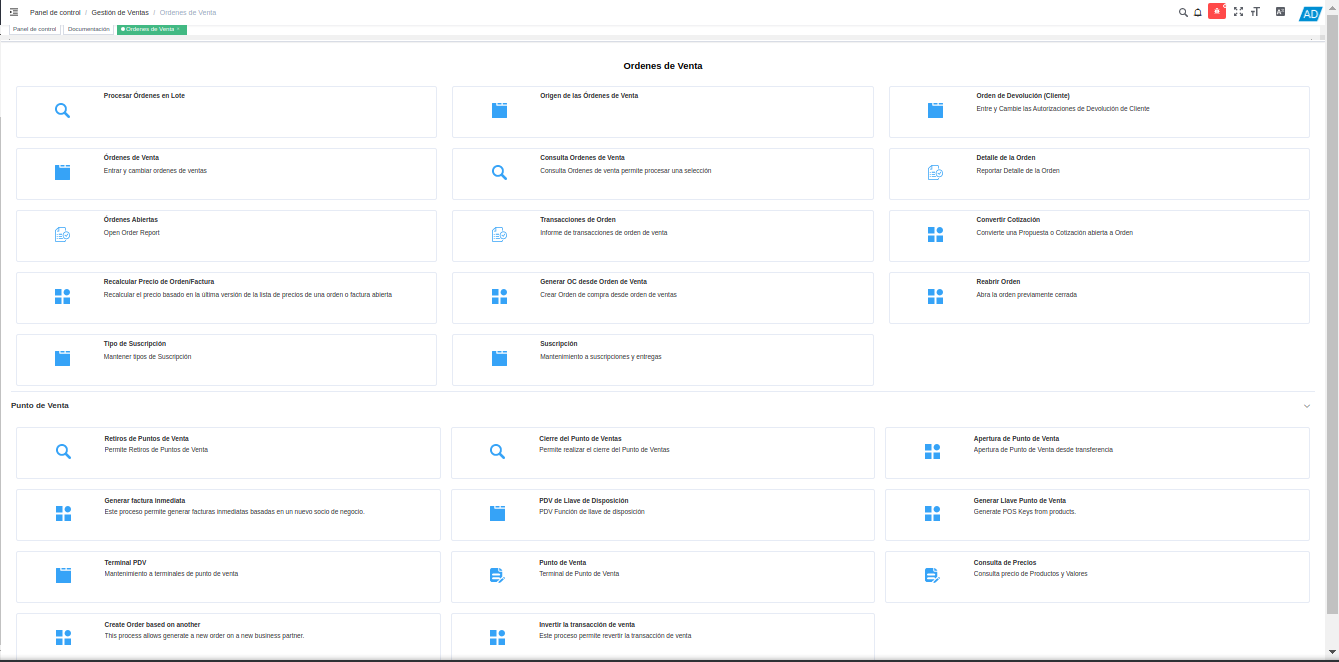 Panel de control / Gestión de Ventas / Ordenes de Venta
AD
Panel de control
Documentación
Ordenes de Venta ×
Ordenes de Venta
Procesar Órdenes en Lote
Origen de las Órdenes de Venta
Orden de Devolución (Cliente)
Entre y Cambie las Autorizaciones de Devolución de Cliente
Órdenes de Venta
Entrar y cambiar ordenes de ventas
Consulta Ordenes de Venta
Consulta Ordenes de venta permite procesar una selección
Detalle de la Orden
Reportar Detalle de la Orden
Órdenes Abiertas
Open Order Report
Transacciones de Orden
Informe de transacciones de orden de venta
Convertir Cotización
Convierte una Propuesta o Cotización abierta a Orden
Recalcular Precio de Orden/Factura
Recalcular el precio basado en la última versión de la lista de precios de una orden o factura abierta
Generar OC desde Orden de Venta
Crear Orden de compra desde orden de ventas
Reabrir Orden
Abra la orden previamente cerrada
Tipo de Suscripción
Mantener tipos de Suscripción
Suscripción
Mantenimiento a suscripciones y entregas
Punto de Venta
Retiros de Puntos de Venta
Permite Retiros de Puntos de Venta
Cierre del Punto de Ventas
Permite realizar el cierre del Punto de Ventas
Apertura de Punto de Venta
Apertura de Punto de Venta desde transferencia
Generar factura inmediata
Este proceso permite generar facturas inmediatas basadas en un nuevo socio de negocio.
PDV de Llave de Disposición
PDV Función de llave de disposición
Generar Llave Punto de Venta
Generate POS Keys from products.
Terminal PDV
Mantenimiento a terminales de punto de venta
Punto de Venta
Terminal de Punto de Venta
Consulta de Precios
Consulta precio de Productos y Valores
Create Order based on another
This process allows generate a new order on a new business partner.
Invertir la transacción de venta
Este proceso permite revertir la transacción de venta